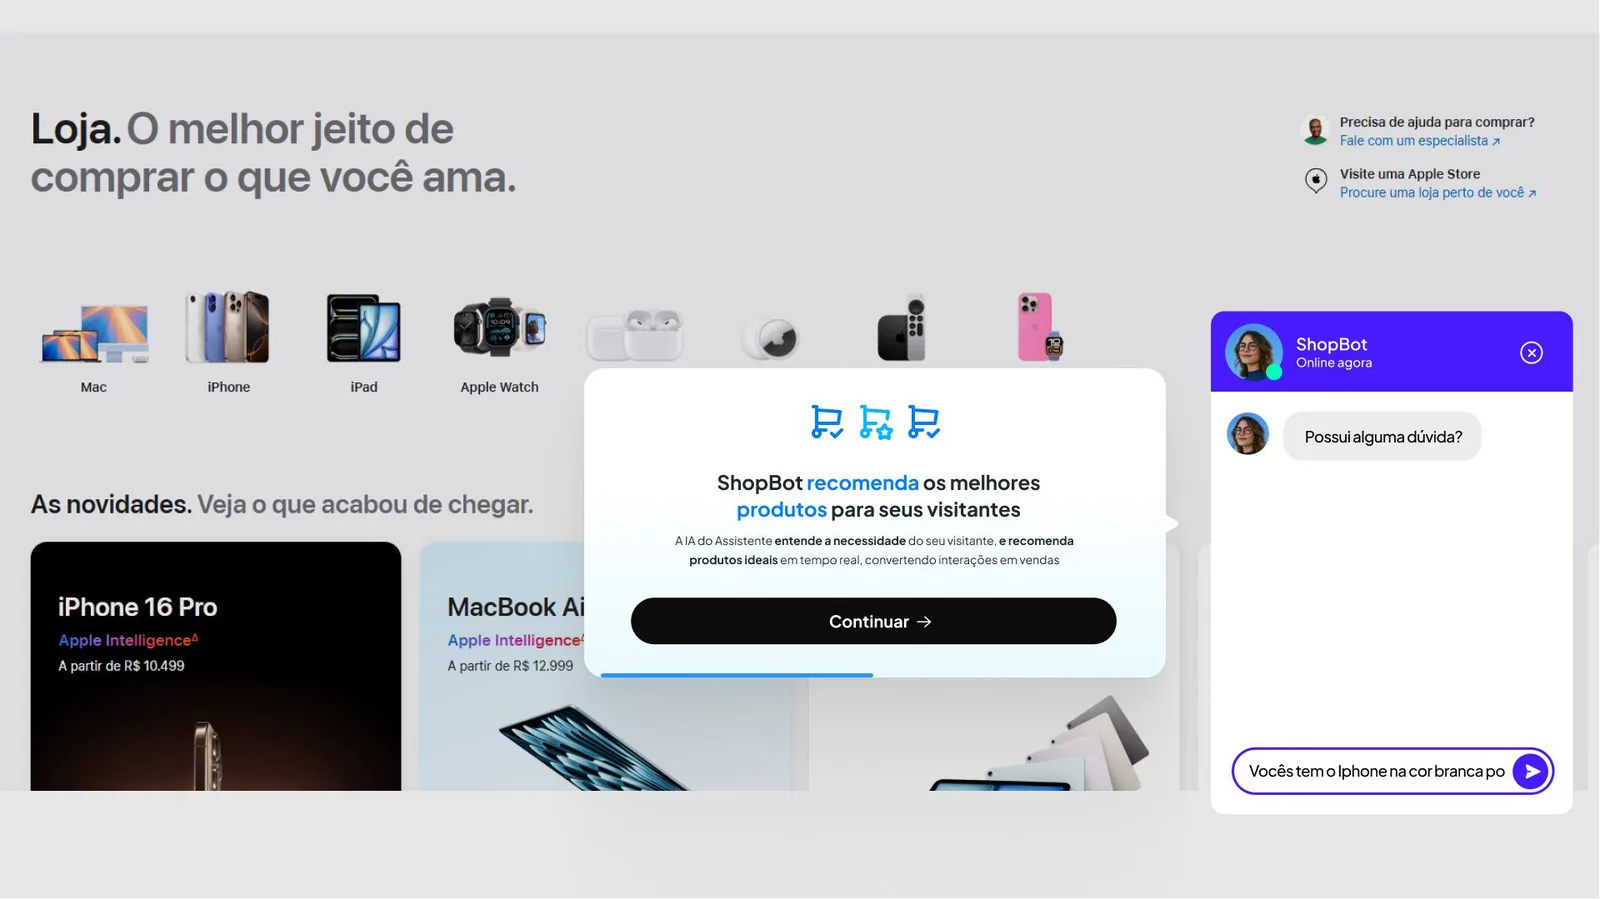 Loja. O melhor jeito de
comprar o que você ama.
Precisa de ajuda para comprar?
Fale com um especialista ↗
Visite uma Apple Store
Procure uma loja perto de você ↗
Mac
iPhone
iPad
Apple Watch
As novidades. Veja o que acabou de chegar.
iPhone 16 Pro
Apple Intelligence∆
A partir de R$ 10.499
MacBook Ai
Apple Intelligence
A partir de R$ 12.999
ShopBot recomenda os melhores
produtos para seus visitantes
A IA do Assistente entende a necessidade do seu visitante, e recomenda
produtos ideais em tempo real, convertendo interações em vendas
Continuar →
ShopBot
Online agora
Possui alguma dúvida?
Vocês tem o Iphone na cor branca po